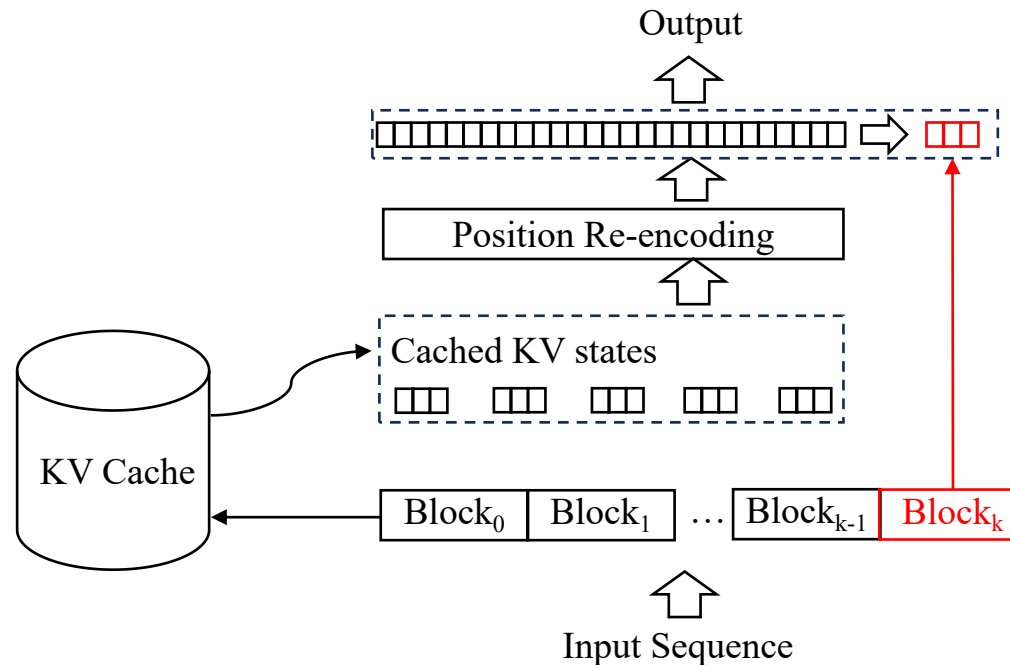 Output
Position Re-encoding
Cached KV states
KV Cache
Block₀ Block₁ … Blockₖ₋₁ Blockₖ
Input Sequence